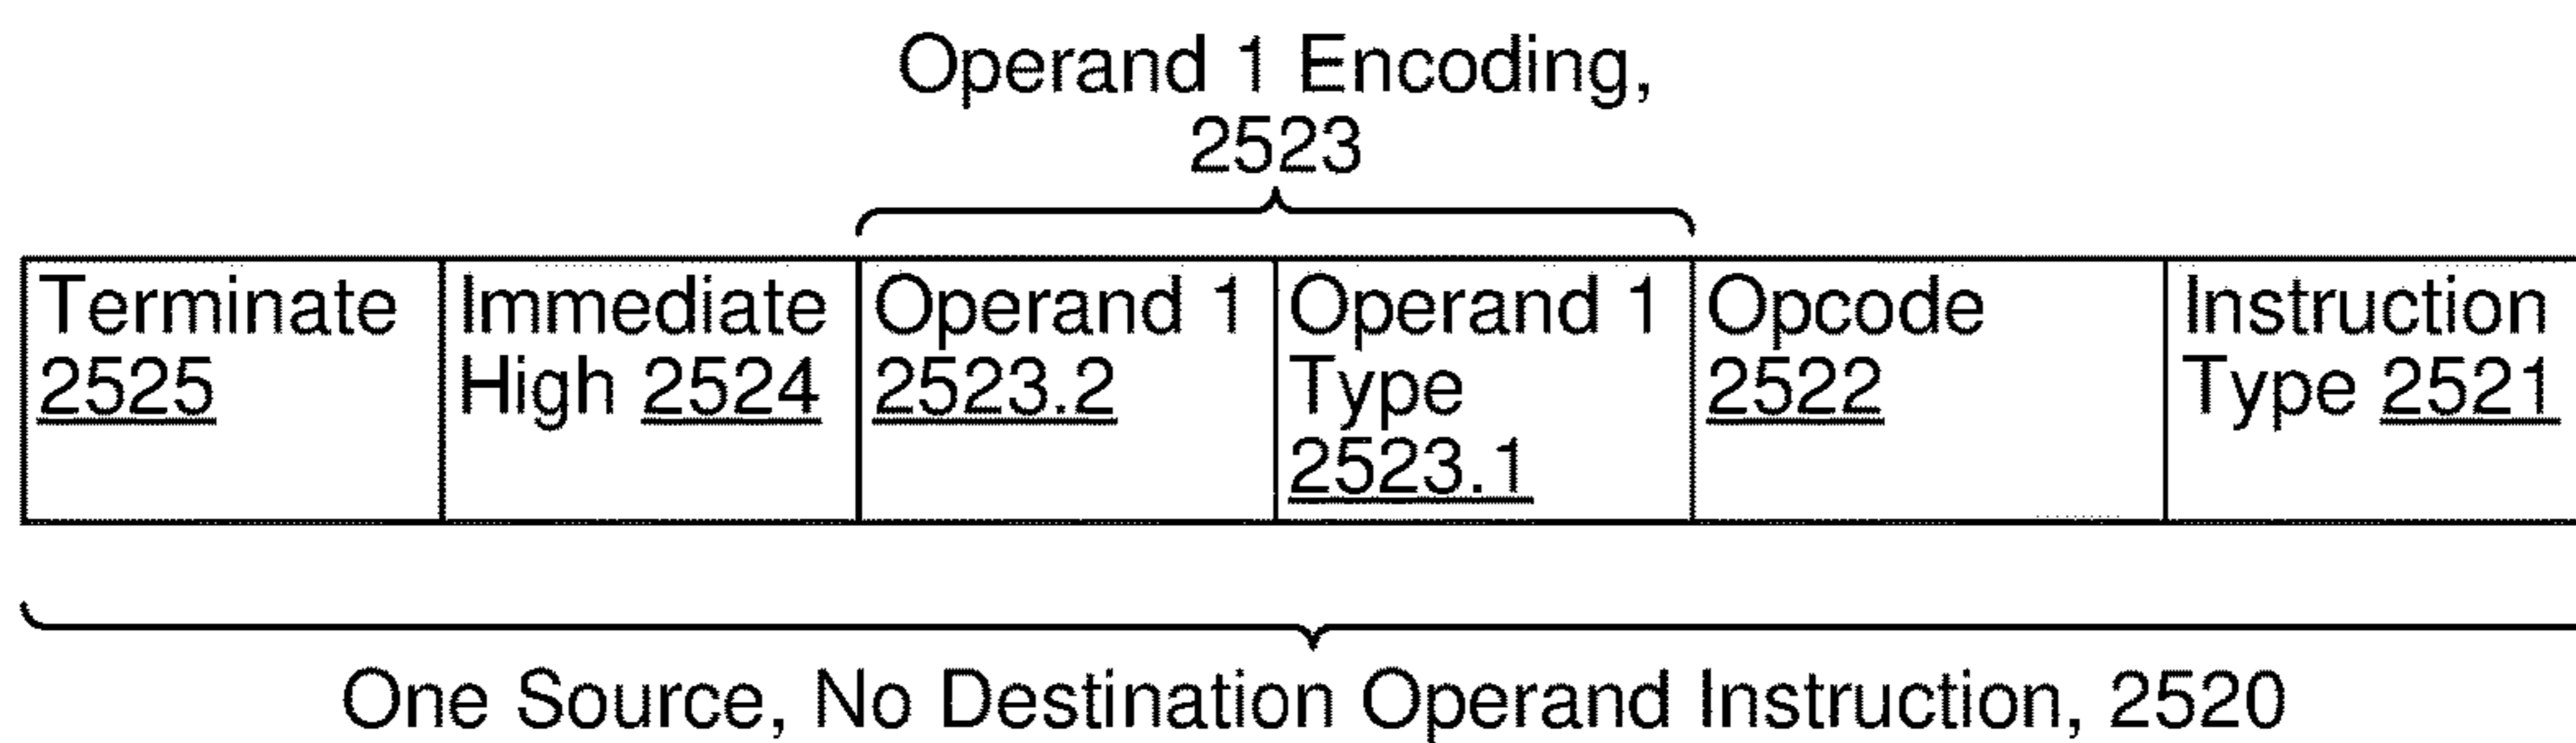 Operand 1 Encoding,
2523
Terminate
2525
Immediate
High 2524
Operand 1
2523.2
Operand 1
Type
2523.1
Opcode
2522
Instruction
Type 2521
One Source, No Destination Operand Instruction, 2520